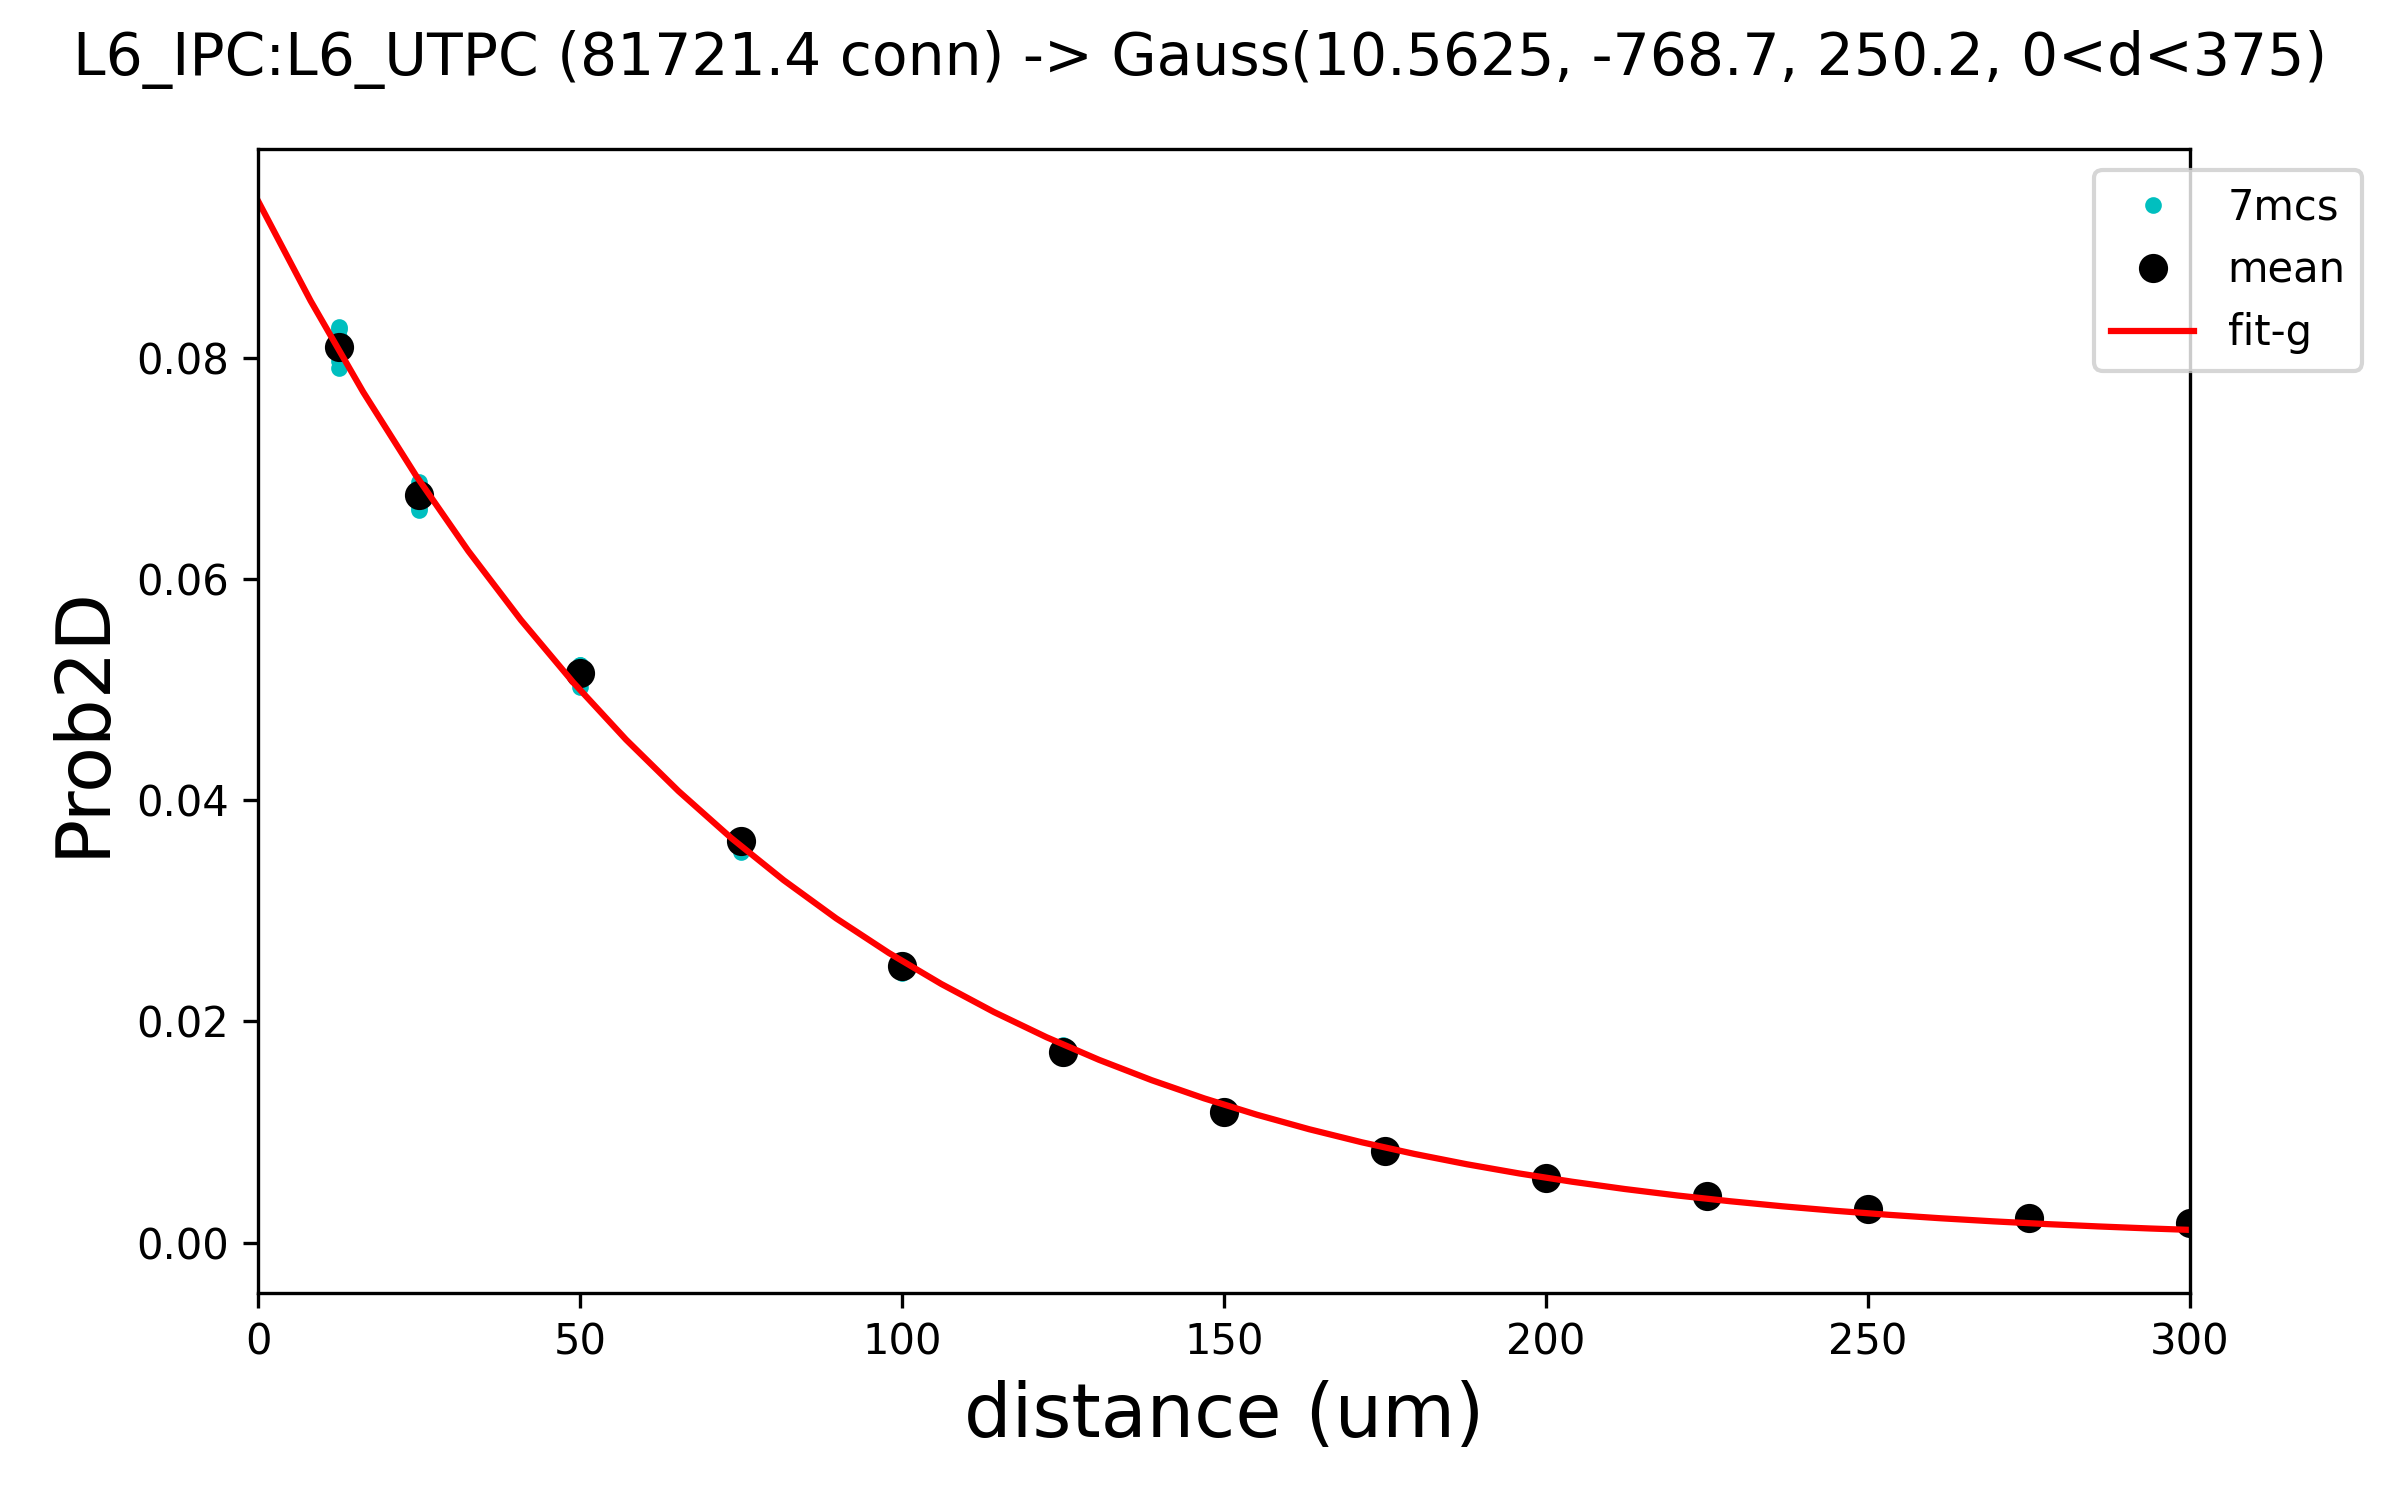 L6_IPC:L6_UTPC (81721.4 conn) -> Gauss(10.5625, -768.7, 250.2, 0<d<375)
7mcs
mean
fit-g
0.08
0.06
0.04
0.02
0.00
Prob2D
0 50 100 150 200 250 300
distance (um)